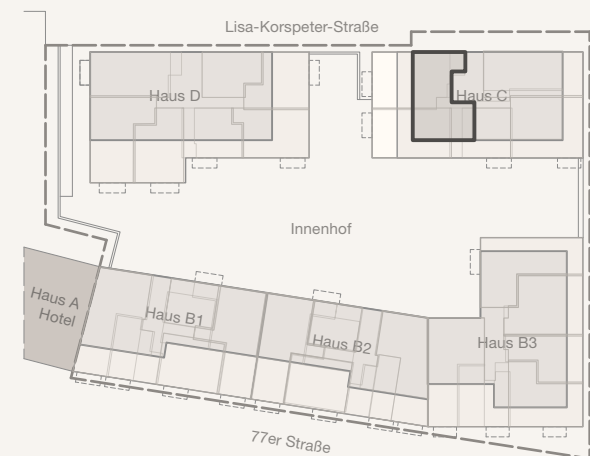 Lisa-Korspeter-Straße
Haus D
Haus C
Innenhof
Haus A
Hotel
Haus B1
Haus B2
Haus B3
77er Straße